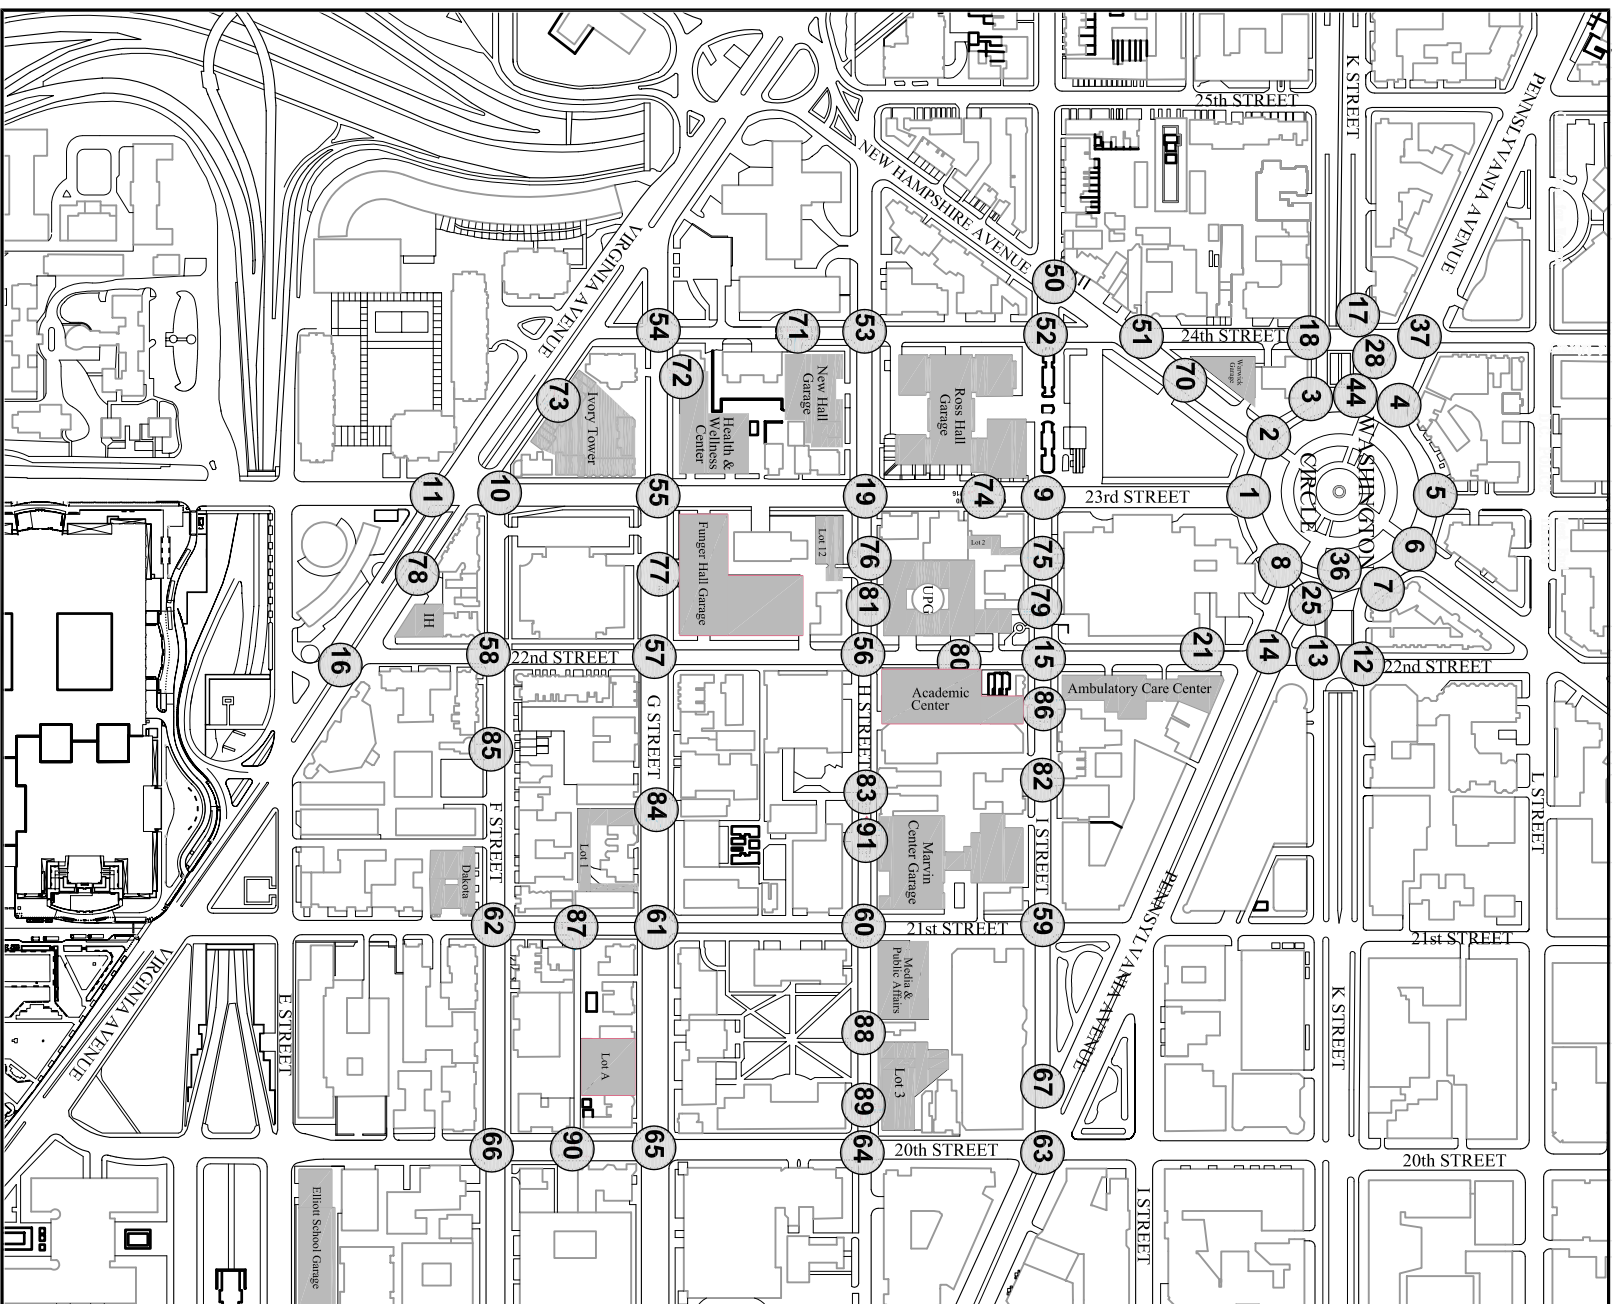 25th STREET
K STREET
PENNSLYVANIA AVENUE
NEW HAMPSHIRE AVENUE
VIRGINIA AVENUE
50
17
54
71
53
52
51
24th STREET
18
37
28
72
New Hall
Garage
Ross Hall
Garage
70
Warwick
Garage
3
44
4
73
Ivory Tower
Health &
Wellness
Center
2
WASHINGTON
CIRCLE
11
10
55
19
74
9
23rd STREET
1
5
Funger Hall Garage
Lot 12
76
Lot 2
75
6
78
77
8
36
7
IH
81
UPG
79
25
16
58
22nd STREET
57
56
80
15
21
14
13
12
22nd STREET
G STREET
H STREET
Academic
Center
86
Ambulatory Care Center
85
82
83
84
F STREET
I STREET
L STREET
91
Marvin
Center Garage
Lot 1
Dakota
PENNSYLVANIA AVENUE
62
87
61
60
21st STREET
59
21st STREET
Media &
Public Affairs
VIRGINIA AVENUE
E STREET
K STREET
88
Lot A
Lot 3
67
89
66
90
65
64
20th STREET
63
20th STREET
Elliott School Garage
I STREET